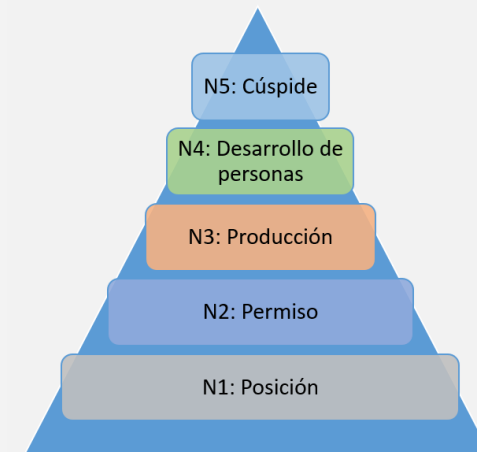 N5: Cúspide
N4: Desarrollo de
personas
N3: Producción
N2: Permiso
N1: Posición